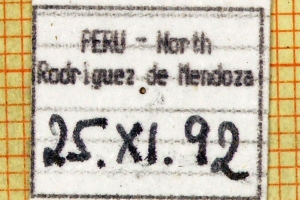 PERU - North
Rodriguez de Mendoza
25.XI.92